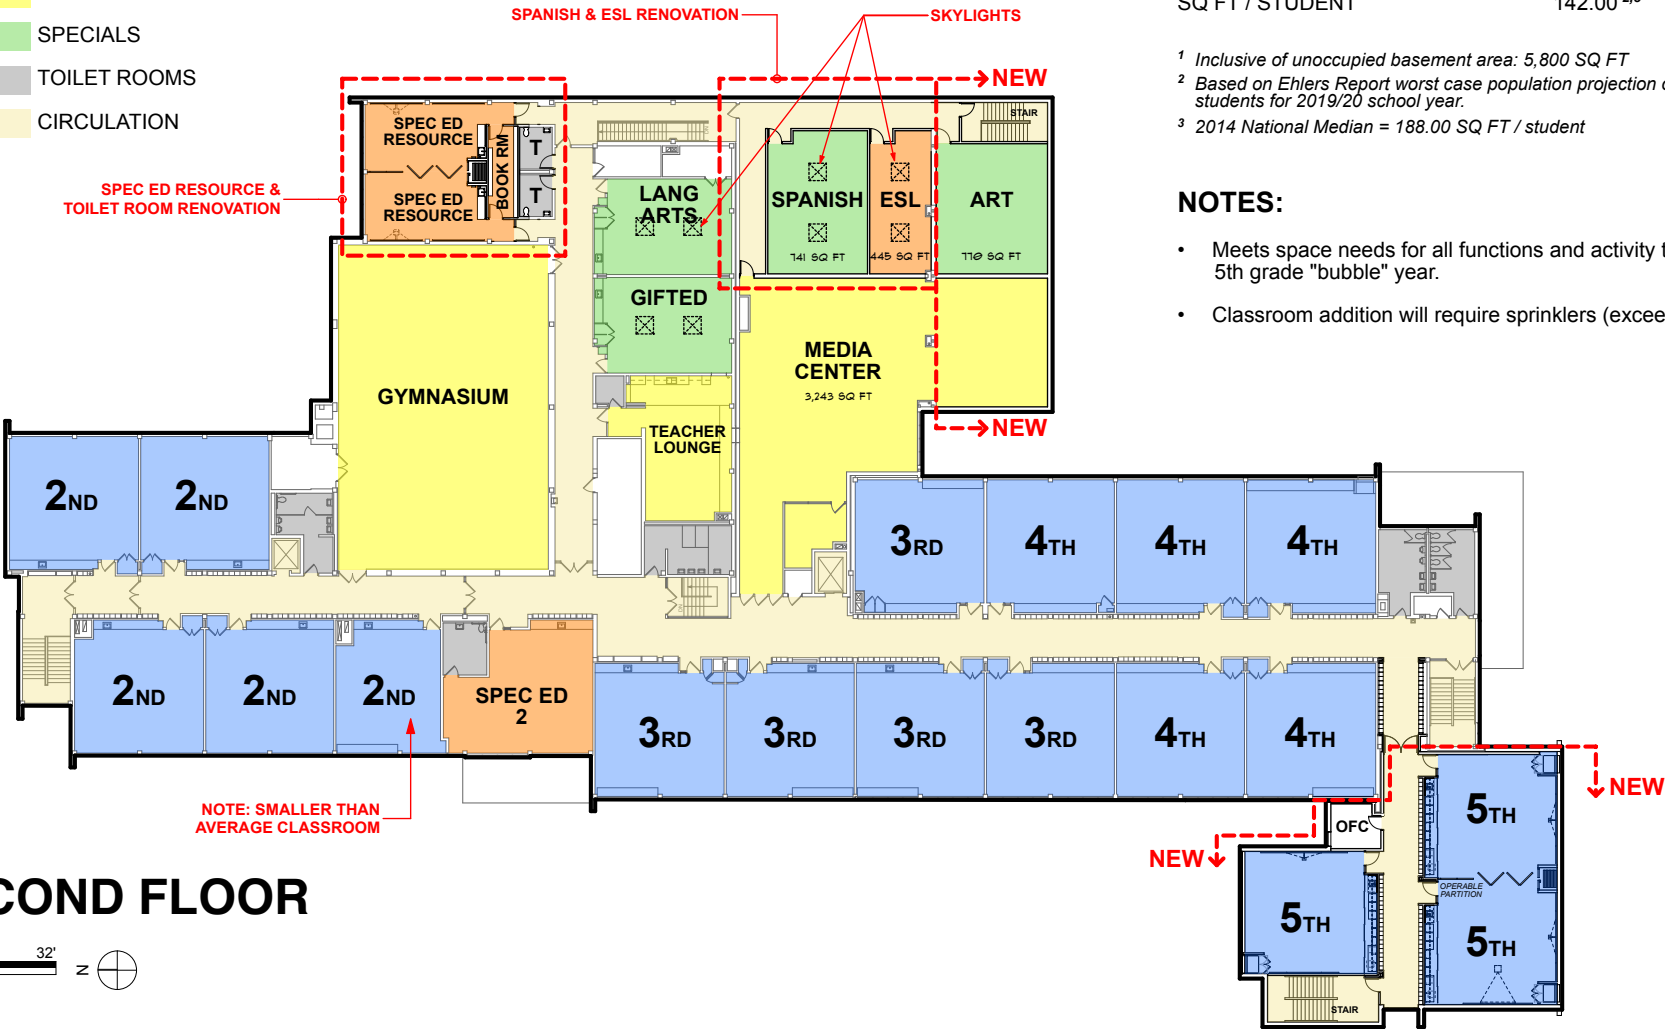 SPECIALS
TOILET ROOMS
CIRCULATION
SPANISH & ESL RENOVATION
SKYLIGHTS
NEW
SPEC ED RESOURCE &
TOILET ROOM RENOVATION
SPEC ED
RESOURCE
SPEC ED
RESOURCE
BOOK RM
T
T
DN
LANG
ARTS
GIFTED
SPANISH
741 SQ FT
ESL
445 SQ FT
STAIR
ART
770 SQ FT
GYMNASIUM
TEACHER
LOUNGE
MEDIA
CENTER
3,243 SQ FT
NEW
2ND
2ND
3RD
4TH
4TH
4TH
DN
2ND
2ND
2ND
SPEC ED
2
3RD
3RD
3RD
3RD
4TH
4TH
NOTE: SMALLER THAN
AVERAGE CLASSROOM
NEW
NEW
OFC
5TH
OPERABLE
PARTITION
5TH
5TH
STAIR
COND FLOOR
32'
N
SQ FT / STUDENT 142.00 2,3
1 Inclusive of unoccupied basement area: 5,800 SQ FT
2 Based on Ehlers Report worst case population projection
students for 2019/20 school year.
3 2014 National Median = 188.00 SQ FT / student
NOTES:
• Meets space needs for all functions and activity
5th grade "bubble" year.
• Classroom addition will require sprinklers